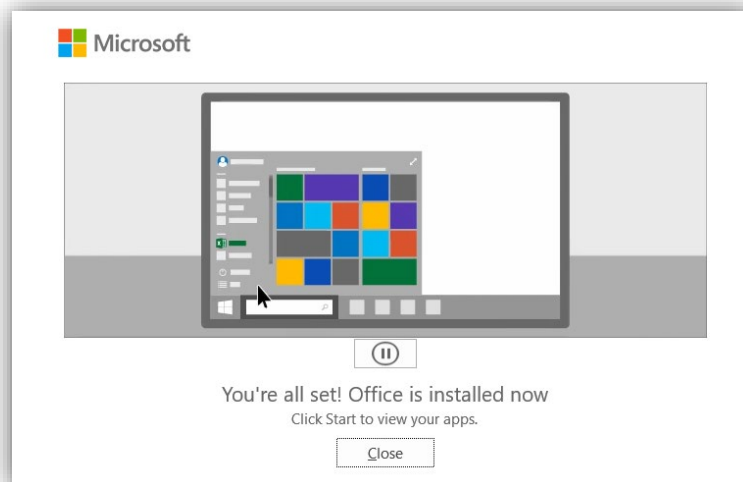 Microsoft
You're all set! Office is installed now
Click Start to view your apps.
Close